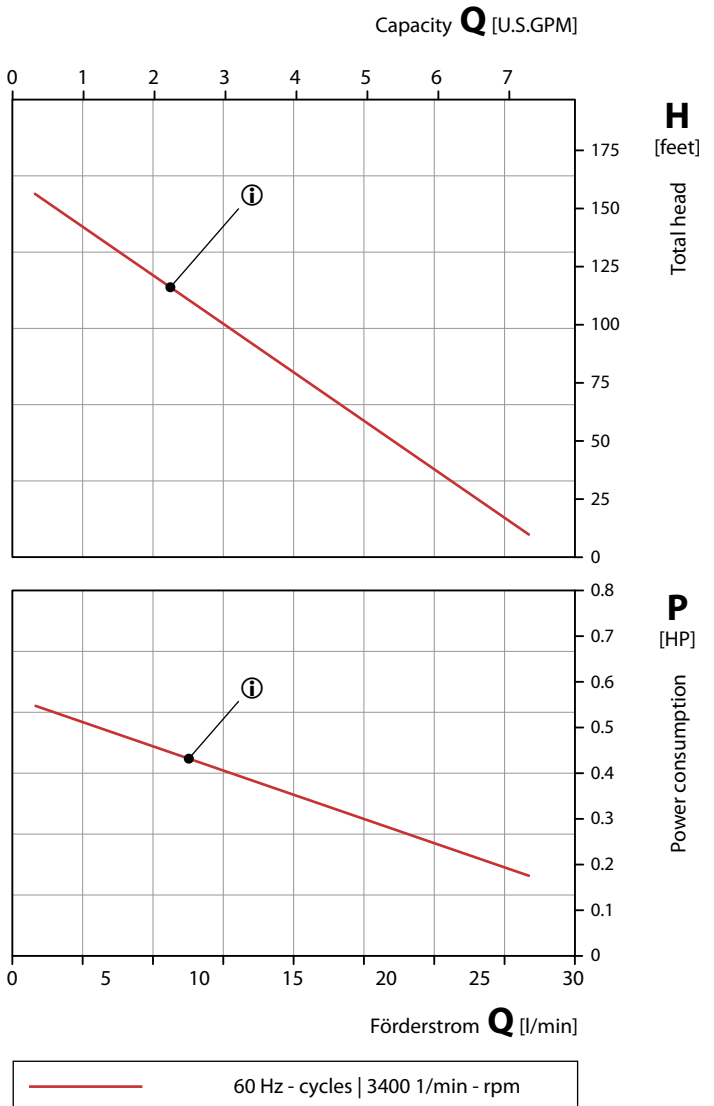 Capacity Q [U.S.GPM]
0 1 2 3 4 5 6 7
H
[feet]
Total head
175
150
125
100
75
50
25
0
i
P
[HP]
Power consumption
0.8
0.7
0.6
0.5
0.4
0.3
0.2
0.1
0
i
0 5 10 15 20 25 30
Förderstrom Q [l/min]
60 Hz - cycles | 3400 1/min - rpm